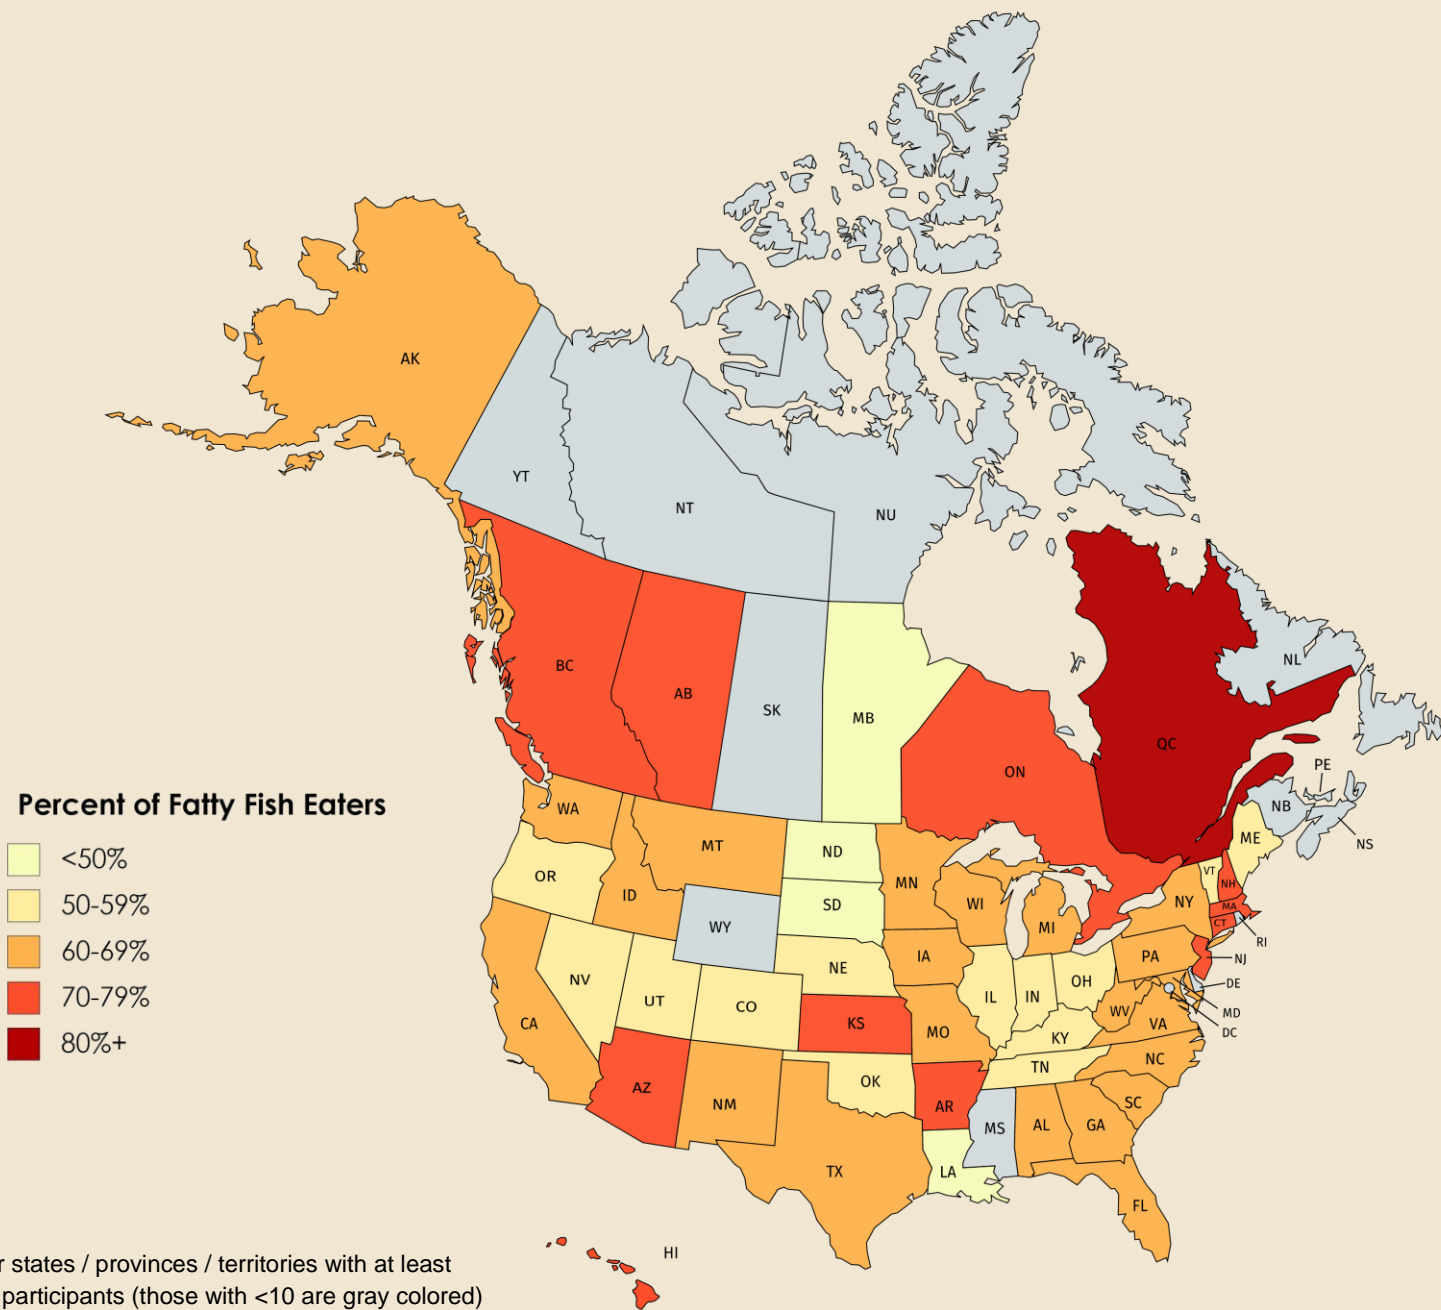 AK
YT
NT
NU
BC
AB
SK
MB
ON
QC
NL
PE
NB
NS
Percent of Fatty Fish Eaters
<50%
50-59%
60-69%
70-79%
80%+
WA
MT
ND
MN
OR
ID
SD
WI
MI
NY
VT
NH
ME
MA
CT
RI
WY
IA
PA
NJ
NV
UT
NE
IL
IN
OH
DE
MD
DC
CA
CO
KS
MO
KY
WV
VA
AZ
NM
OK
AR
TN
NC
SC
TX
LA
MS
AL
GA
FL
HI
states / provinces / territories with at least
participants (those with <10 are gray colored)